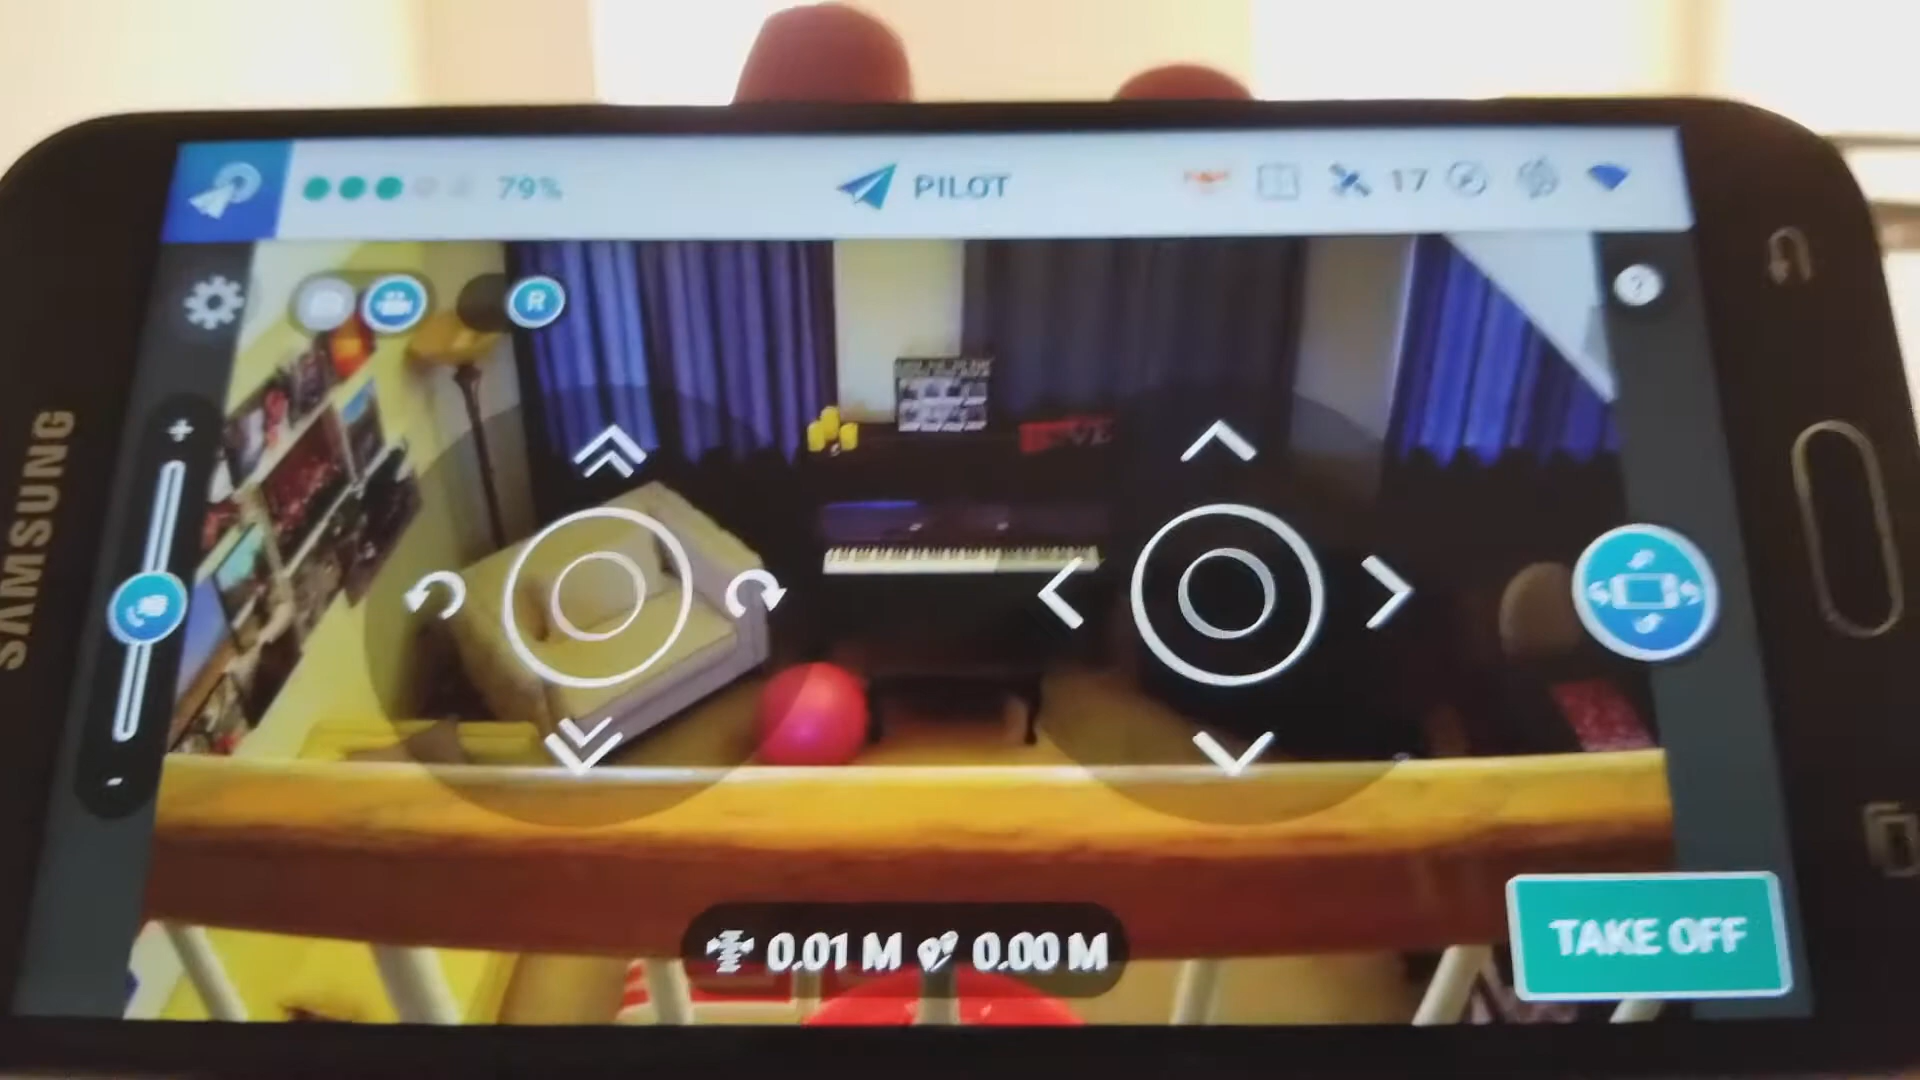 79%
PILOT
17
R
?
SAMSUNG
+
-
0.01 M 0.00 M
TAKE OFF